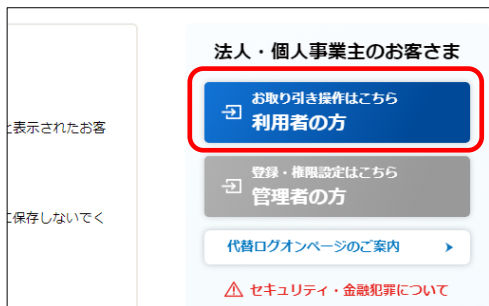 法人・個人事業主のお客さま
お取り引き操作はこちら
利用者の方
と表示されたお客
登録・権限設定はこちら
管理者の方
に保存しないでく
代替ログオンページのご案内
セキュリティ・金融犯罪について